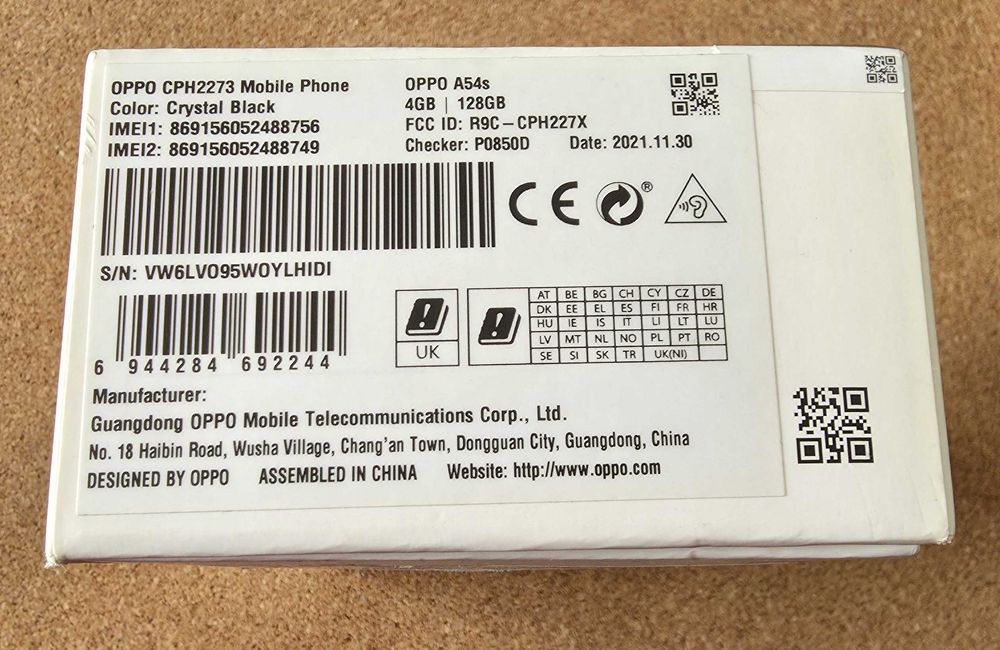 OPPO CPH2273 Mobile Phone
Color: Crystal Black
IMEI1: 869156052488756
IMEI2: 869156052488749
OPPO A54s
4GB | 128GB
FCC ID: R9C-CPH227X
Checker: P0850D Date: 2021.11.30
CE ®
S/N: VW6LVO95WOYLHIDI
6 944284 692244
UK
AT BE BG CH CY CZ DE
DK EE EL ES FI FR HR
HU IE IS IT LI LT LU
LV MT NL NO PL PT RO
SE SI SK TR UK(NI)
Manufacturer:
Guangdong OPPO Mobile Telecommunications Corp., Ltd.
No. 18 Haibin Road, Wusha Village, Chang'an Town, Dongguan City, Guangdong, China
DESIGNED BY OPPO ASSEMBLED IN CHINA Website: http://www.oppo.com